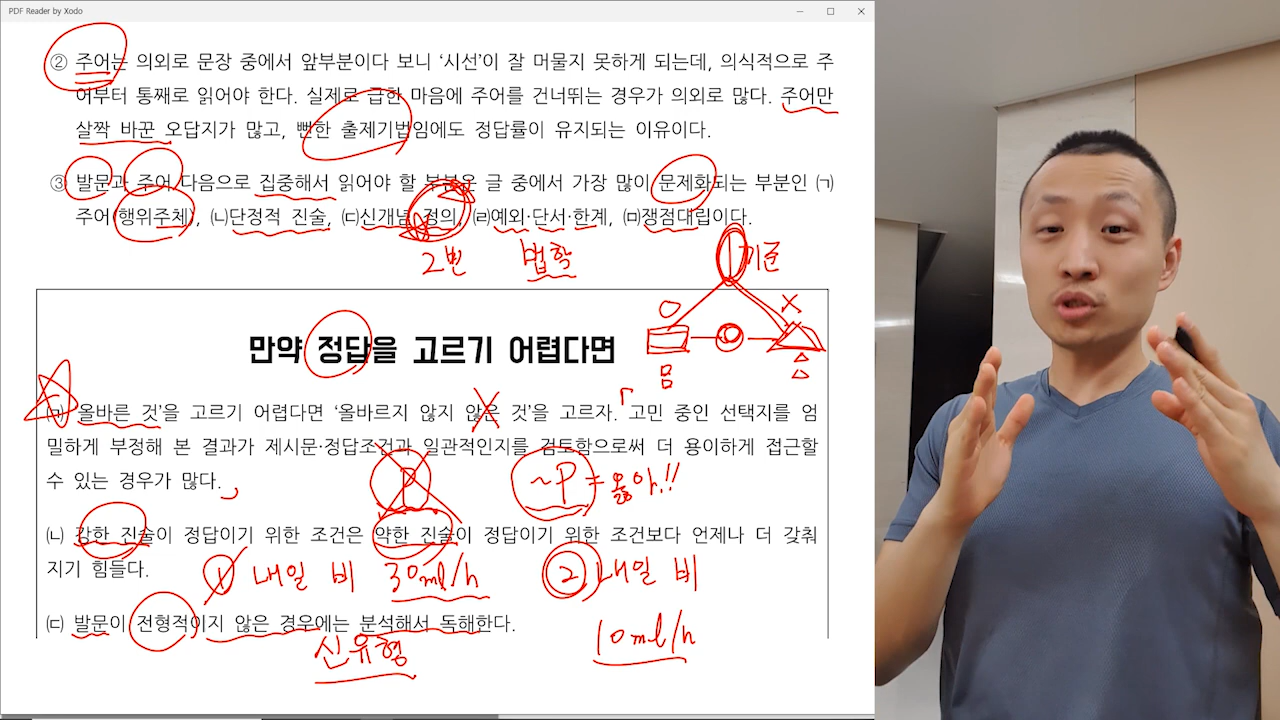 PDF Reader by Xodo
② 주어는 의외로 문장 중에서 앞부분이다 보니 ‘시선’이 잘 머물지 못하게 되는데, 의식적으로 주
어부터 통째로 읽어야 한다. 실제로 급한 마음에 주어를 건너뛰는 경우가 의외로 많다. 주어만
살짝 바꾼 오답지가 많고, 뻔한 출제기법임에도 정답률이 유지되는 이유이다.
③ 발문과 주어 다음으로 집중해서 읽어야 할 부분은 글 중에서 가장 많이 문제화되는 부분인 ㈀
주어(행위주체), ㈁단정적 진술, ㈂신개념 정의, ㈃예외·단서·한계, ㈄쟁점대립이다.
2번 법학 기준
O X
만약 정답을 고르기 어렵다면
㈀ ‘올바른 것’을 고르기 어렵다면 ‘올바르지 않지 않은 것’을 고르자. 고민 중인 선택지를 엄
밀하게 부정해 본 결과가 제시문·정답조건과 일관적인지를 검토함으로써 더 용이하게 접근할
수 있는 경우가 많다.
P ~P = 옳아!!
㈁ 강한 진술이 정답이기 위한 조건은 약한 진술이 정답이기 위한 조건보다 언제나 더 갖춰
지기 힘들다.
① 내일 비 30ml/h ② 내일 비
10ml/h
㈂ 발문이 전형적이지 않은 경우에는 분석해서 독해한다.
신유형